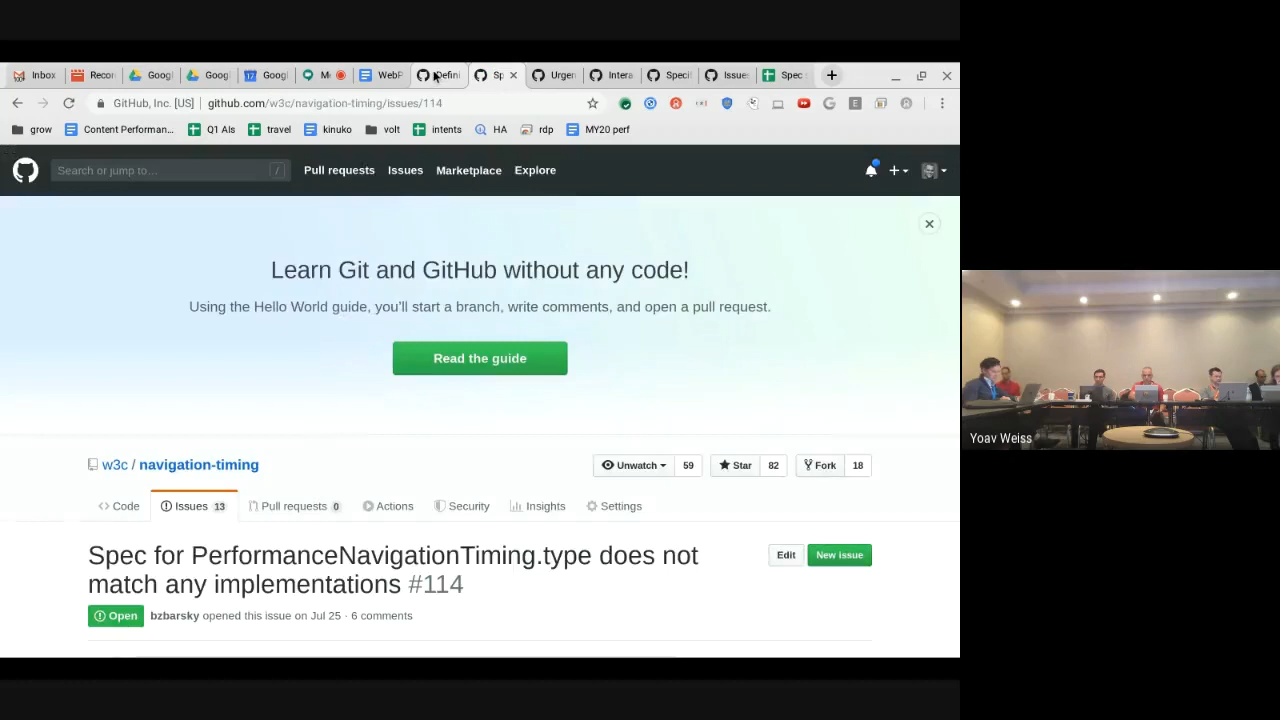 Inbox Recor Googl Googl Googl M WebP Defini Sp Urgen Intera Specif Issues Spec
GitHub, Inc. [US] | github.com/w3c/navigation-timing/issues/114
grow Content Performan... Q1 AIs travel kinuko volt intents HA rdp MY20 perf
Search or jump to... / Pull requests Issues Marketplace Explore
Learn Git and GitHub without any code!
Using the Hello World guide, you'll start a branch, write comments, and open a pull request.
Read the guide
w3c / navigation-timing Unwatch 59 Star 82 Fork 18
Code Issues 13 Pull requests 0 Actions Security Insights Settings
Spec for PerformanceNavigationTiming.type does not
match any implementations #114
Edit New issue
Open bzbarsky opened this issue on Jul 25 · 6 comments
Yoav Weiss